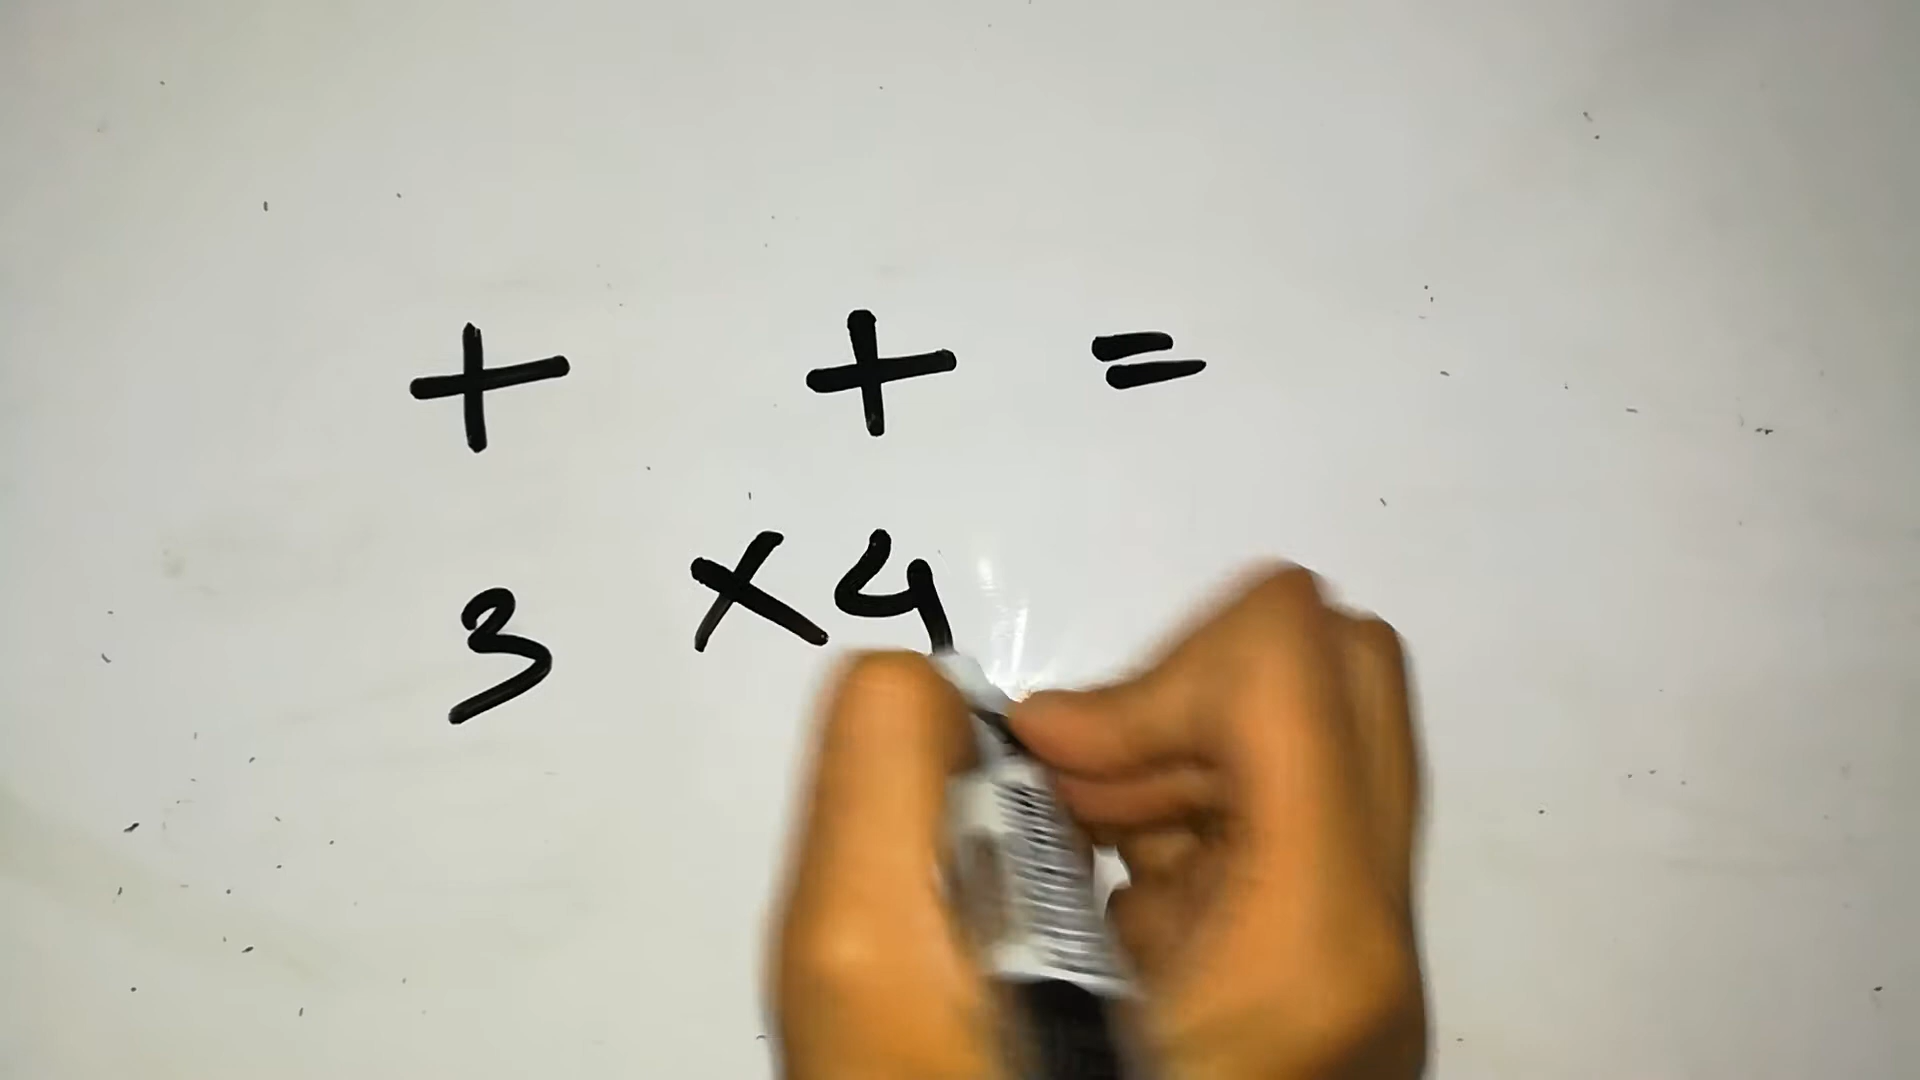 + + =
3 ×4